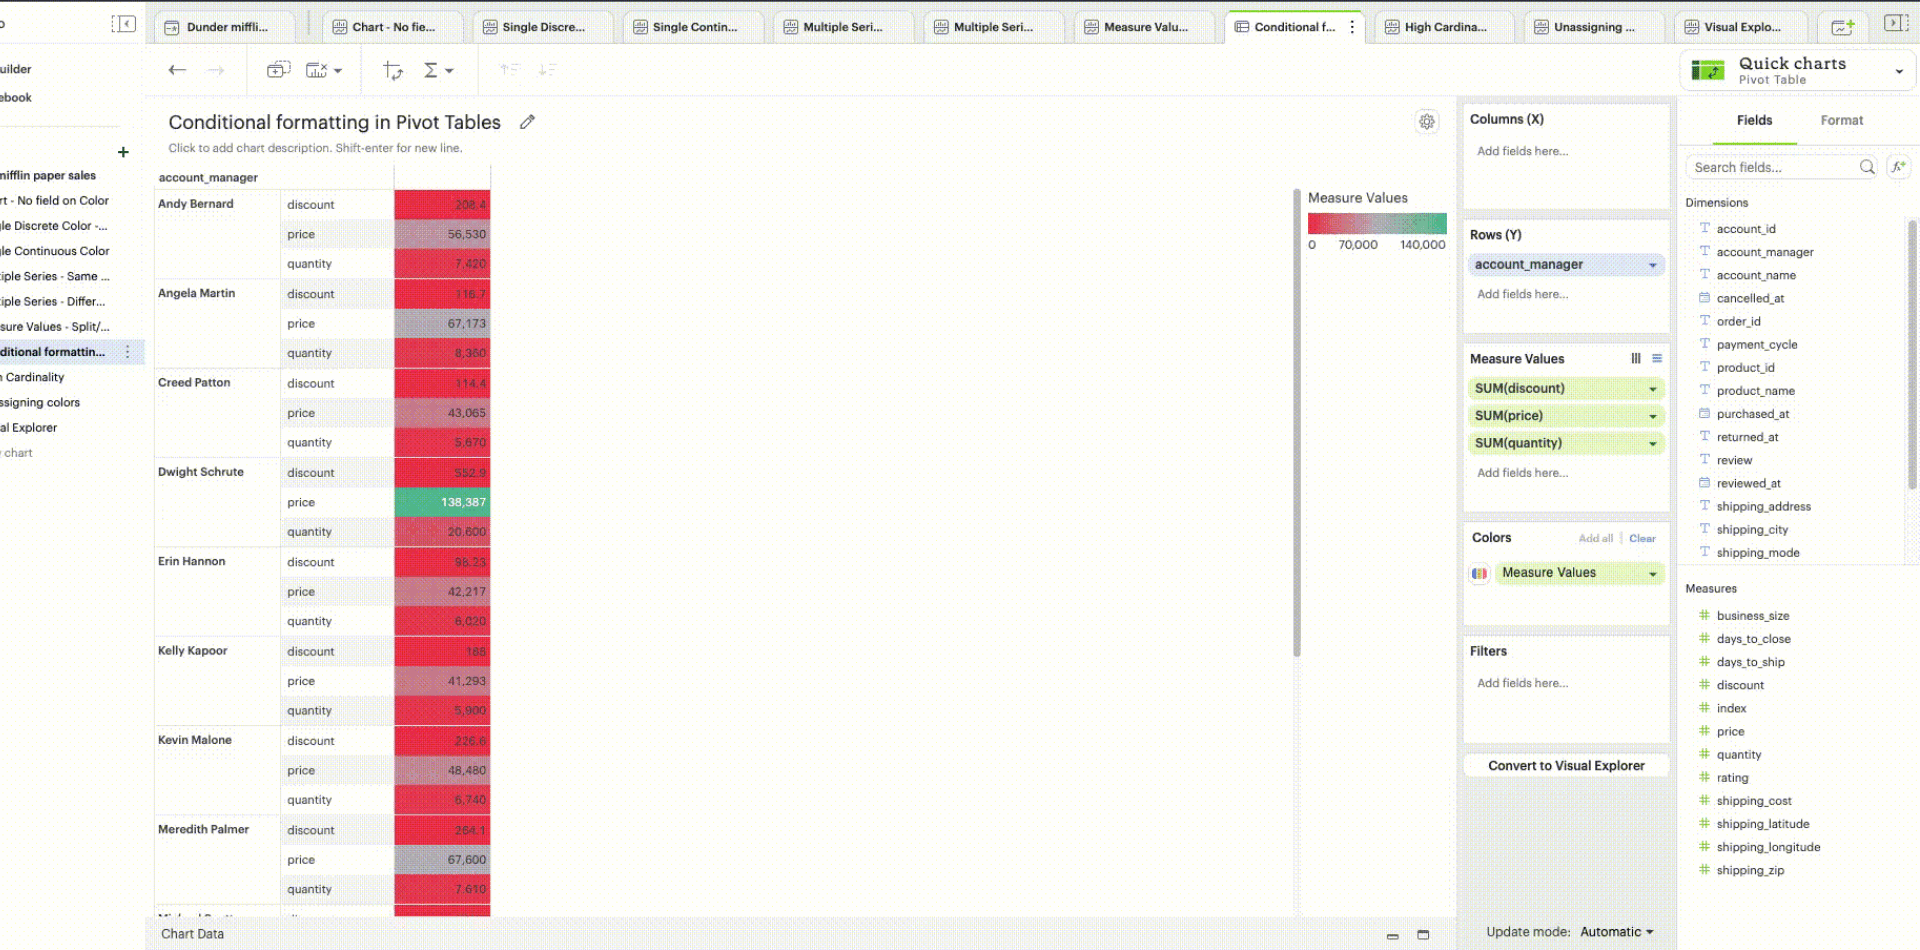 Dunder miffli...
Chart - No fie...
Single Discre...
Single Contin...
Multiple Seri...
Multiple Seri...
Measure Valu...
Conditional f...
High Cardina...
Unassigning ...
Visual Explo...
Quick charts
Pivot Table
uilder
ebook
mifflin paper sales
rt - No field on Color
gle Discrete Color -...
gle Continuous Color
tiple Series - Same ...
tiple Series - Differ...
sure Values - Split/...
ditional formattin...
n Cardinality
ssigning colors
al Explorer
chart
Conditional formatting in Pivot Tables
Click to add chart description. Shift-enter for new line.
account_manager
Andy Bernard
discount 208.4
price 56,530
quantity 7,420
Angela Martin
discount 116.7
price 67,173
quantity 8,360
Creed Patton
discount 114.4
price 43,065
quantity 5,670
Dwight Schrute
discount 552.9
price 138,387
quantity 20,600
Erin Hannon
discount
price 42,217
quantity 6,020
Kelly Kapoor
discount 168
price 41,293
quantity 5,900
Kevin Malone
discount 226.6
price 48,480
quantity 6,740
Meredith Palmer
discount 264.1
price 67,600
quantity 7,610
Chart Data
Measure Values
0 70,000 140,000
Columns (X)
Add fields here...
Rows (Y)
account_manager
Add fields here...
Measure Values
SUM(discount)
SUM(price)
SUM(quantity)
Add fields here...
Colors Add all Clear
Measure Values
Filters
Add fields here...
Convert to Visual Explorer
Update mode: Automatic
Fields Format
Search fields...
Dimensions
account_id
account_manager
account_name
cancelled_at
order_id
payment_cycle
product_id
product_name
purchased_at
returned_at
review
reviewed_at
shipping_address
shipping_city
shipping_mode
Measures
business_size
days_to_close
days_to_ship
discount
index
price
quantity
rating
shipping_cost
shipping_latitude
shipping_longitude
shipping_zip